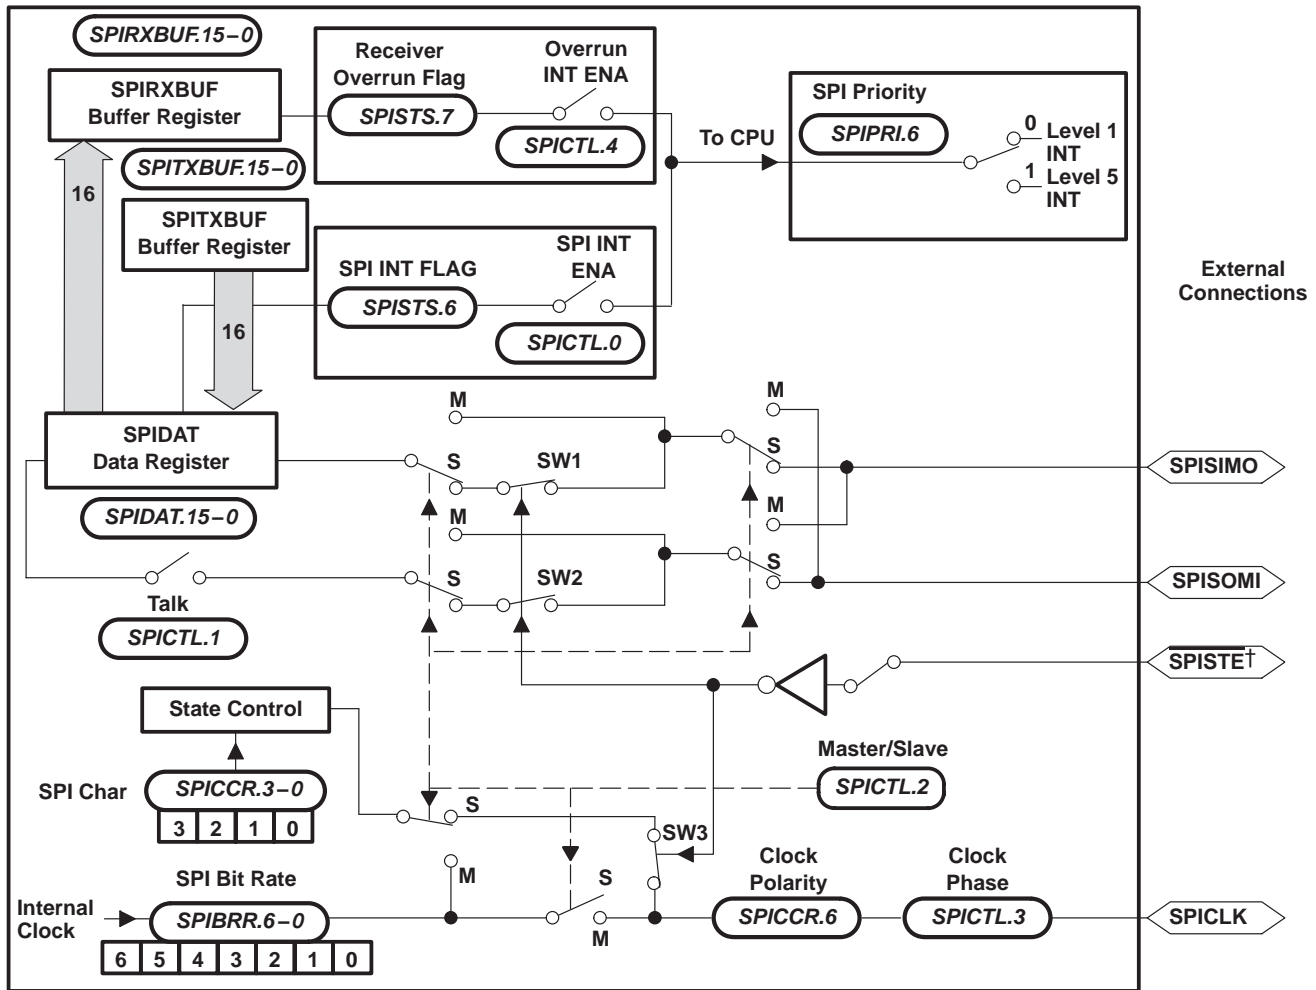 SPIRXBUF.15–0
SPIRXBUF
Buffer Register
SPITXBUF.15–0
16
SPITXBUF
Buffer Register
16
Receiver
Overrun Flag
SPISTS.7
Overrun
INT ENA
SPICTL.4
To CPU
SPI Priority
SPIPRI.6
0
Level 1
INT
1
Level 5
INT
SPI INT FLAG
SPISTS.6
SPI INT
ENA
SPICTL.0
External
Connections
SPIDAT
Data Register
SPIDAT.15–0
M
S
SW1
M
S
SPISIMO
M
S
SW2
M
S
SPISOMI
Talk
SPICTL.1
SPISTE†
State Control
SPI Char
SPICCR.3–0
3 2 1 0
Master/Slave
SPICTL.2
S
M
SW3
SPI Bit Rate
Internal
Clock
SPIBRR.6–0
6 5 4 3 2 1 0
S
M
Clock
Polarity
SPICCR.6
Clock
Phase
SPICTL.3
SPICLK